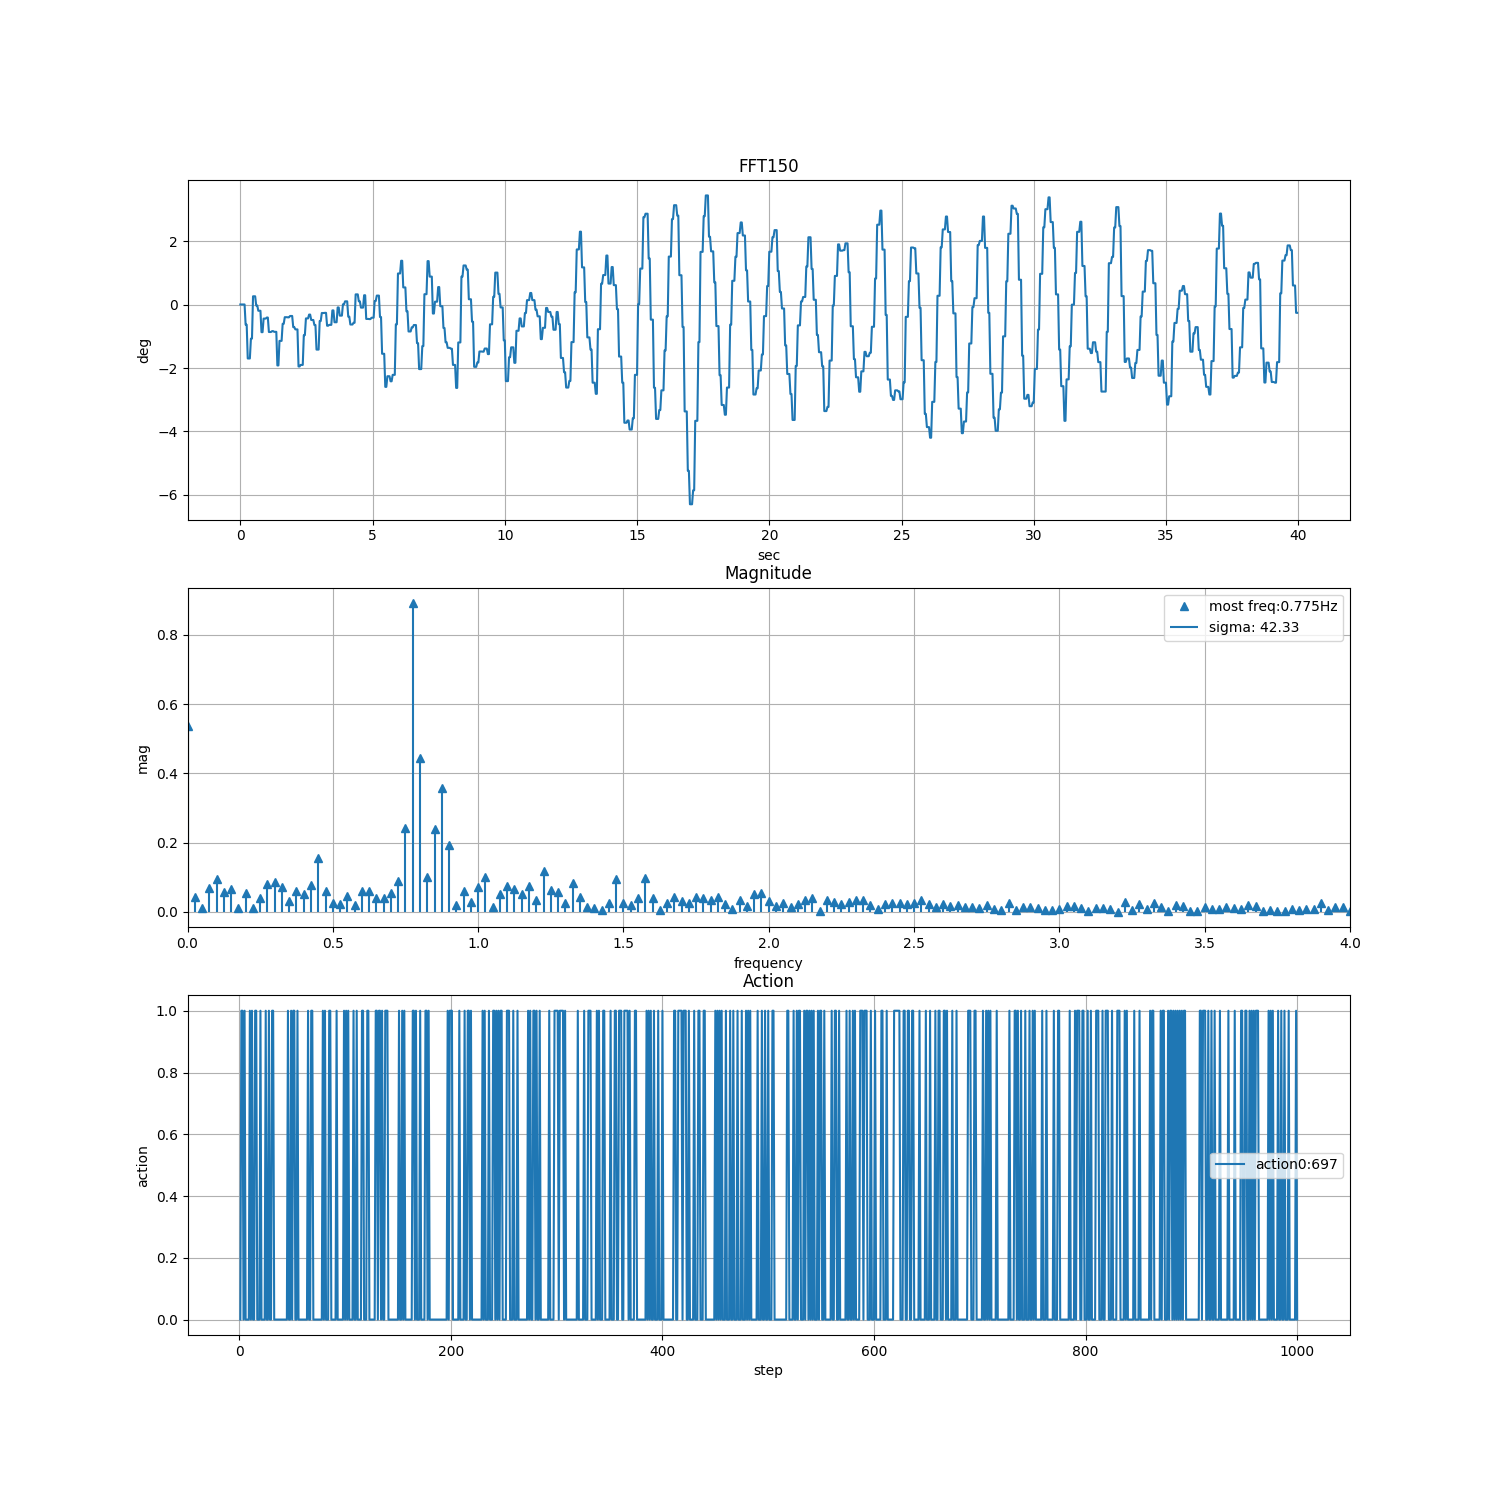 FFT150
2
0
−2
−4
−6
deg
0 5 10 15 20 25 30 35 40
sec
Magnitude
most freq:0.775Hz
sigma: 42.33
0.8
0.6
0.4
0.2
0.0
mag
0.0 0.5 1.0 1.5 2.0 2.5 3.0 3.5 4.0
frequency
Action
1.0
0.8
0.6
0.4
0.2
0.0
action
action0:697
0 200 400 600 800 1000
step